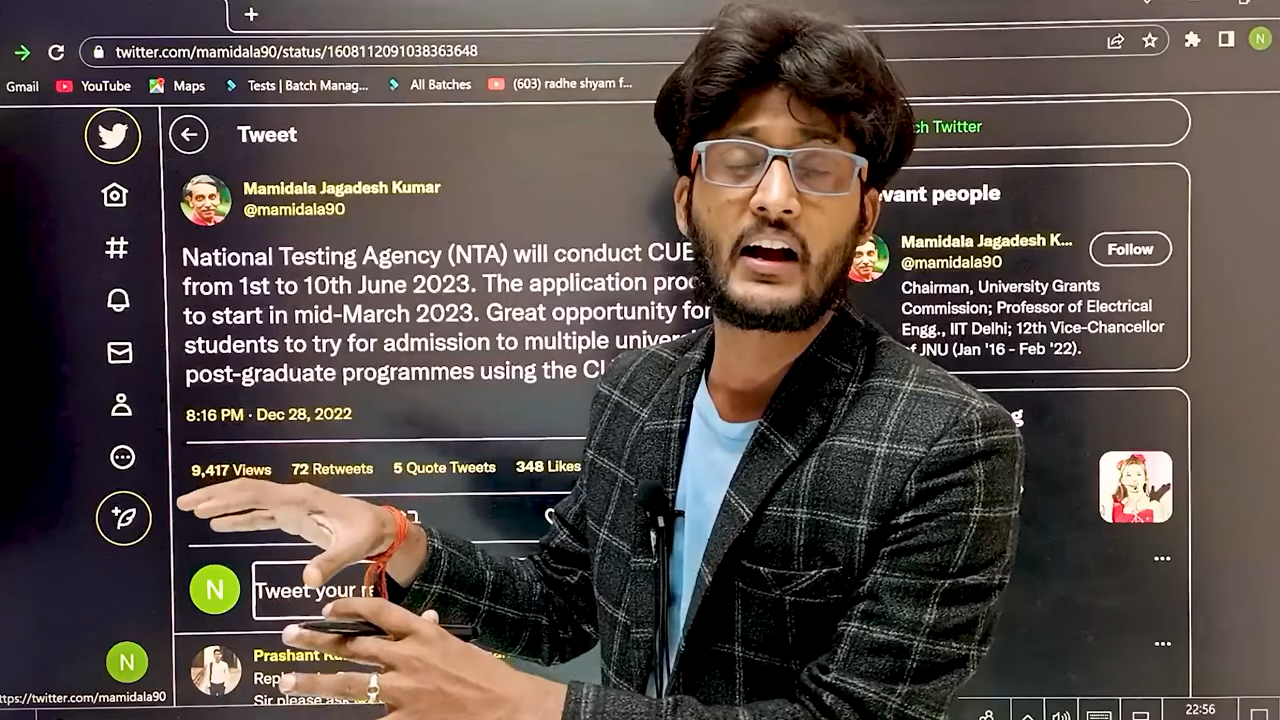 twitter.com/mamidala90/status/1608112091038363648
N
Gmail
YouTube
Maps
Tests | Batch Manag...
All Batches
(603) radhe shyam f...
Tweet
Mamidala Jagadesh Kumar
@mamidala90
National Testing Agency (NTA) will conduct CUE
from 1st to 10th June 2023. The application
to start in mid-March 2023. Great opportunity for
students to try for admission to multiple
post-graduate programmes using the
8:16 PM · Dec 28, 2022
9,417 Views 72 Retweets 5 Quote Tweets 348 Likes
N
Tweet your
N
Prashant
Sir please
https://twitter.com/mamidala90
Twitter
people
Mamidala Jagadesh K...
@mamidala90
Follow
Chairman, University Grants
Commission; Professor of Electrical
Engg., IIT Delhi; 12th Vice-Chancellor
of JNU (Jan '16 - Feb '22).
22:56